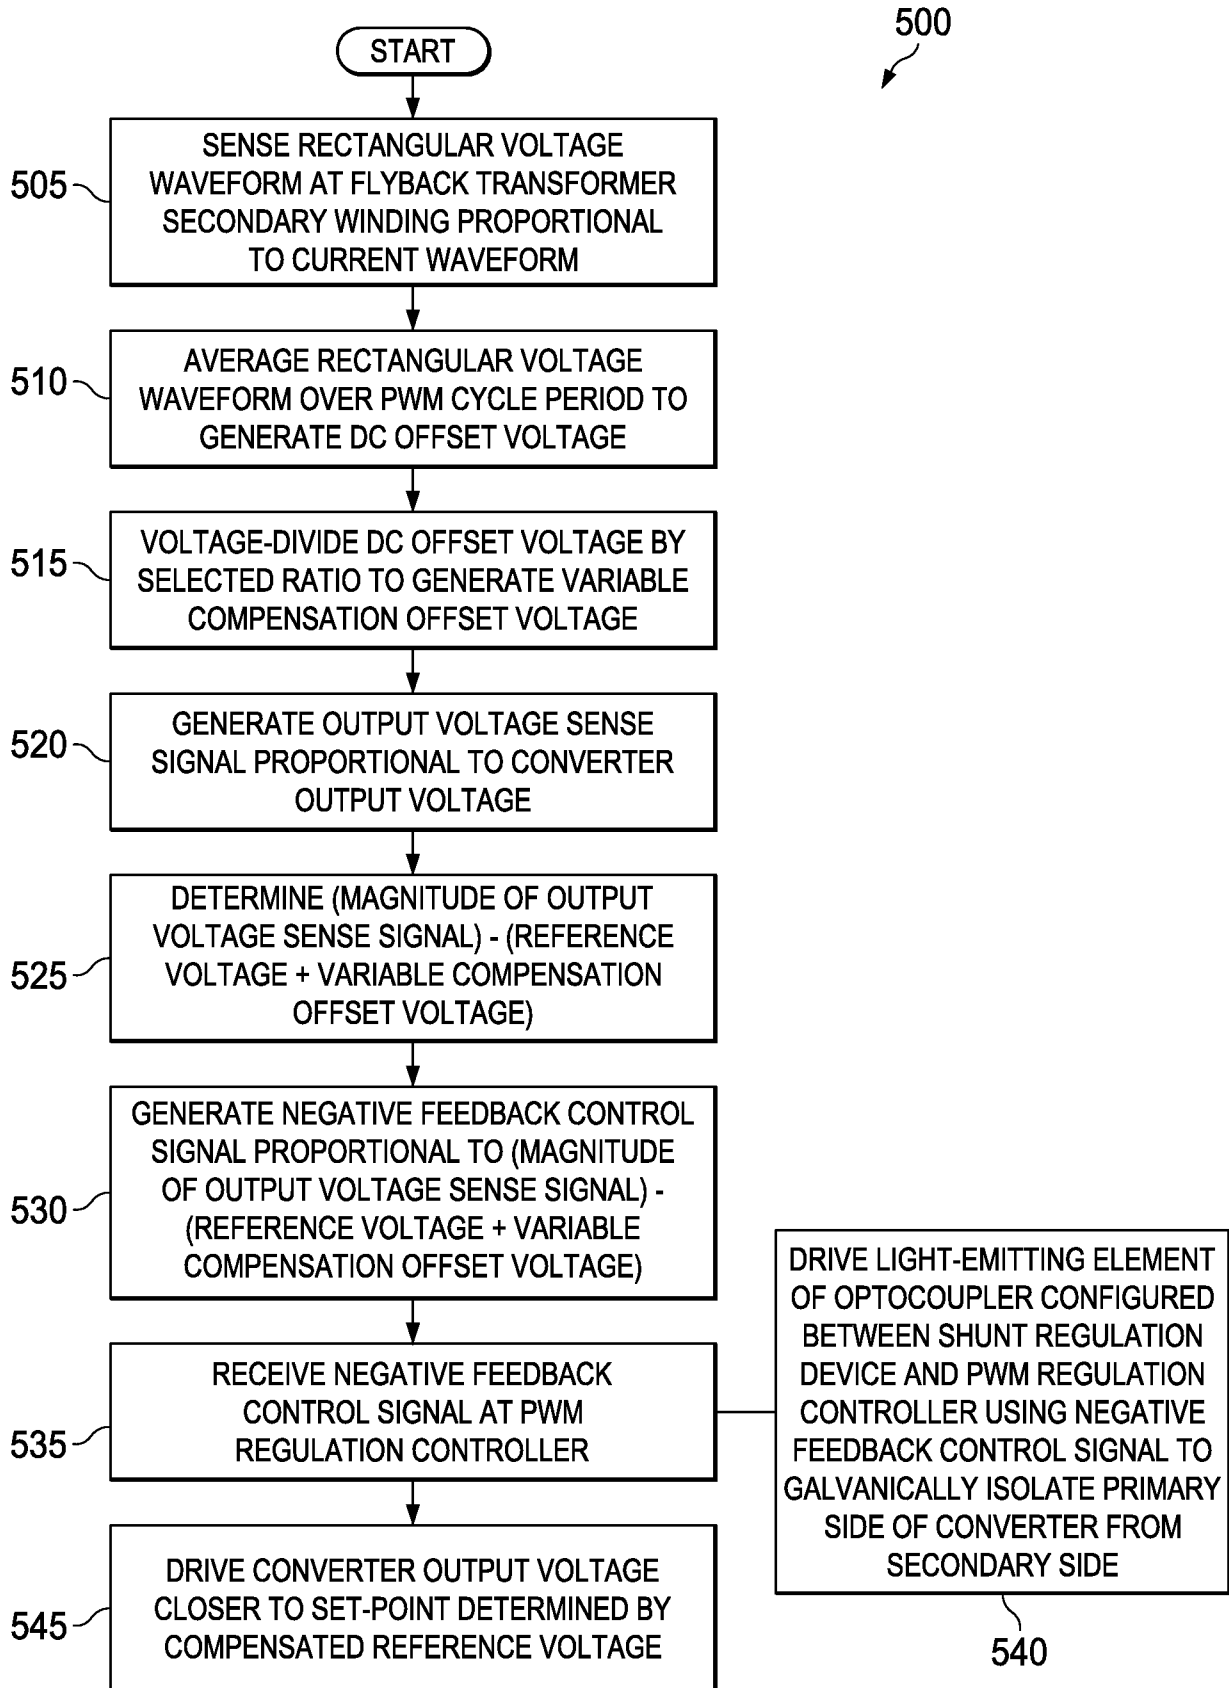 500
START
505
SENSE RECTANGULAR VOLTAGE
WAVEFORM AT FLYBACK TRANSFORMER
SECONDARY WINDING PROPORTIONAL
TO CURRENT WAVEFORM
510
AVERAGE RECTANGULAR VOLTAGE
WAVEFORM OVER PWM CYCLE PERIOD TO
GENERATE DC OFFSET VOLTAGE
515
VOLTAGE-DIVIDE DC OFFSET VOLTAGE BY
SELECTED RATIO TO GENERATE VARIABLE
COMPENSATION OFFSET VOLTAGE
520
GENERATE OUTPUT VOLTAGE SENSE
SIGNAL PROPORTIONAL TO CONVERTER
OUTPUT VOLTAGE
525
DETERMINE (MAGNITUDE OF OUTPUT
VOLTAGE SENSE SIGNAL) - (REFERENCE
VOLTAGE + VARIABLE COMPENSATION
OFFSET VOLTAGE)
530
GENERATE NEGATIVE FEEDBACK CONTROL
SIGNAL PROPORTIONAL TO (MAGNITUDE
OF OUTPUT VOLTAGE SENSE SIGNAL) -
(REFERENCE VOLTAGE + VARIABLE
COMPENSATION OFFSET VOLTAGE)
535
RECEIVE NEGATIVE FEEDBACK
CONTROL SIGNAL AT PWM
REGULATION CONTROLLER
DRIVE LIGHT-EMITTING ELEMENT
OF OPTOCOUPLER CONFIGURED
BETWEEN SHUNT REGULATION
DEVICE AND PWM REGULATION
CONTROLLER USING NEGATIVE
FEEDBACK CONTROL SIGNAL TO
GALVANICALLY ISOLATE PRIMARY
SIDE OF CONVERTER FROM
SECONDARY SIDE
540
545
DRIVE CONVERTER OUTPUT VOLTAGE
CLOSER TO SET-POINT DETERMINED BY
COMPENSATED REFERENCE VOLTAGE